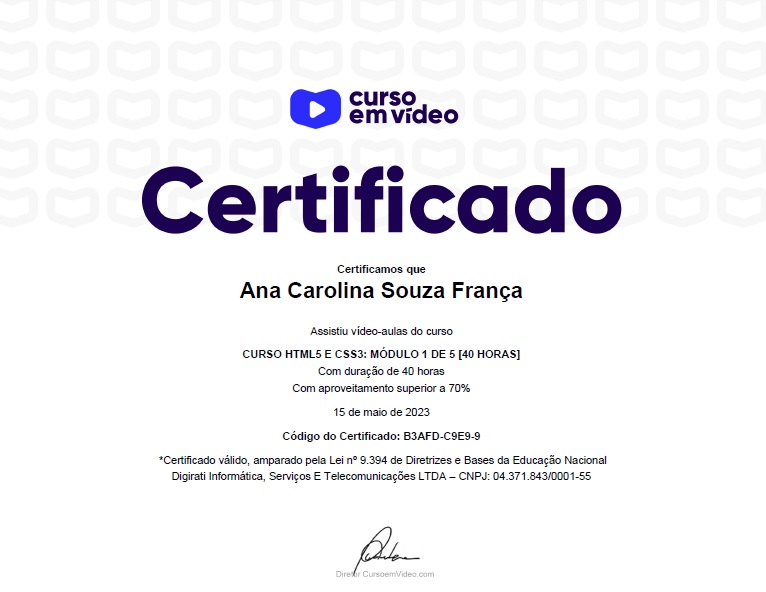 curso
em vídeo
Certificado
Certificamos que
Ana Carolina Souza França
Assistiu vídeo-aulas do curso
CURSO HTML5 E CSS3: MÓDULO 1 DE 5 [40 HORAS]
Com duração de 40 horas
Com aproveitamento superior a 70%
15 de maio de 2023
Código do Certificado: B3AFD-C9E9-9
*Certificado válido, amparado pela Lei nº 9.394 de Diretrizes e Bases da Educação Nacional
Digirati Informática, Serviços E Telecomunicações LTDA – CNPJ: 04.371.843/0001-55
Diretor CursoemVideo.com